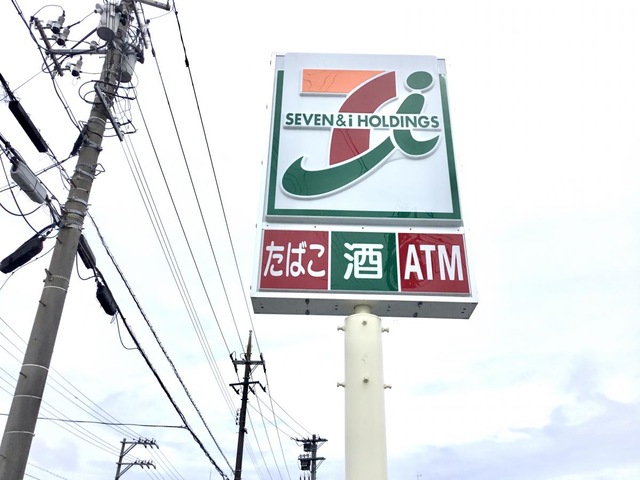 SEVEN & i HOLDINGS
たばこ 酒 ATM